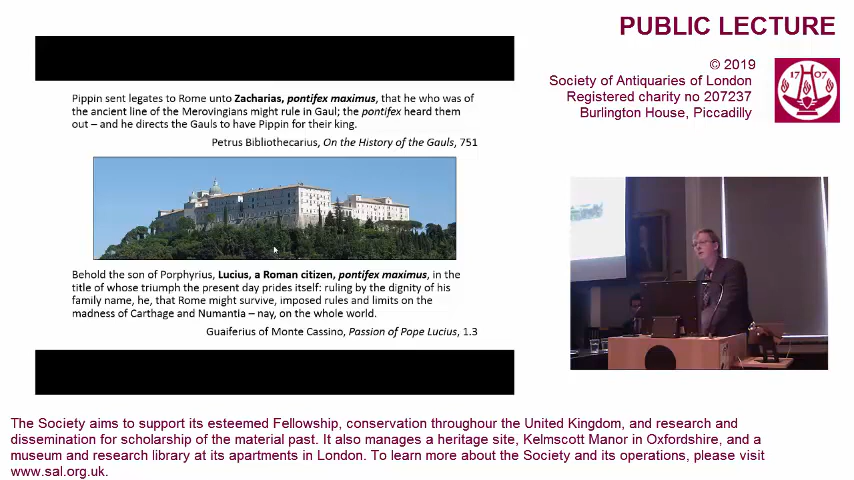 PUBLIC LECTURE
© 2019
Society of Antiquaries of London
Registered charity no 207237
Burlington House, Piccadilly
1707
Pippin sent legates to Rome unto Zacharias, pontifex maximus, that he who was of
the ancient line of the Merovingians might rule in Gaul; the pontifex heard them
out – and he directs the Gauls to have Pippin for their king.
Petrus Bibliothecarius, On the History of the Gauls, 751
Behold the son of Porphyrius, Lucius, a Roman citizen, pontifex maximus, in the
title of whose triumph the present day prides itself: ruling by the dignity of his
family name, he, that Rome might survive, imposed rules and limits on the
madness of Carthage and Numantia – nay, on the whole world.
Guaiferius of Monte Cassino, Passion of Pope Lucius, 1.3
The Society aims to support its esteemed Fellowship, conservation throughour the United Kingdom, and research and
dissemination for scholarship of the material past. It also manages a heritage site, Kelmscott Manor in Oxfordshire, and a
museum and research library at its apartments in London. To learn more about the Society and its operations, please visit
www.sal.org.uk.